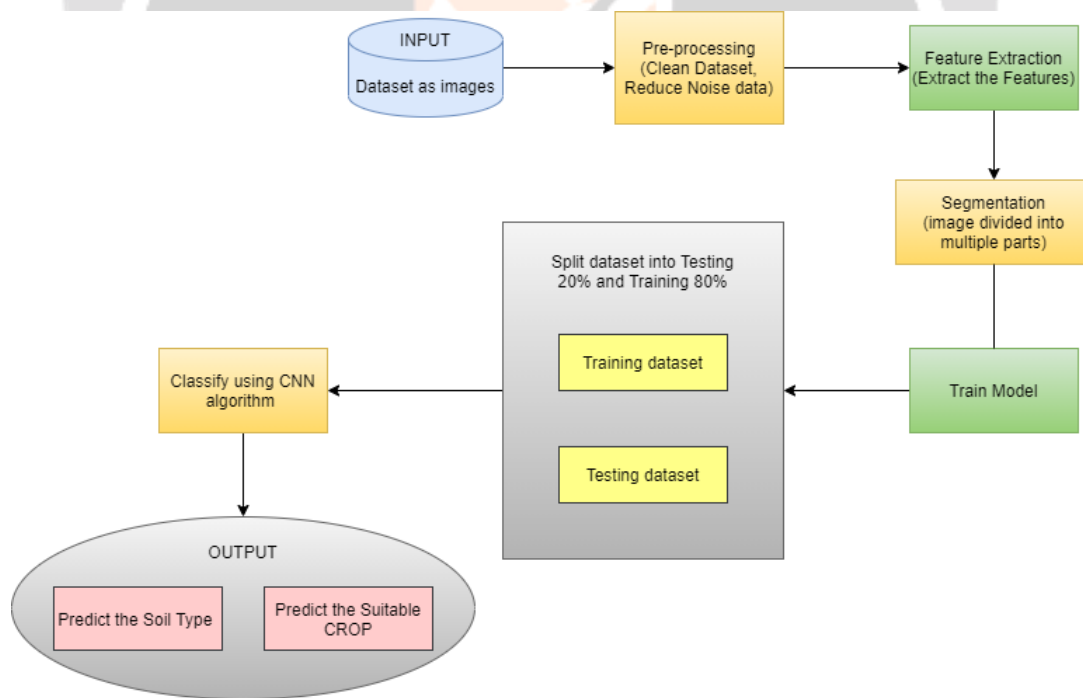 INPUT
Dataset as images
Pre-processing
(Clean Dataset,
Reduce Noise data)
Feature Extraction
(Extract the Features)
Segmentation
(image divided into
multiple parts)
Train Model
Split dataset into Testing
20% and Training 80%
Training dataset
Testing dataset
Classify using CNN
algorithm
OUTPUT
Predict the Soil Type
Predict the Suitable
CROP